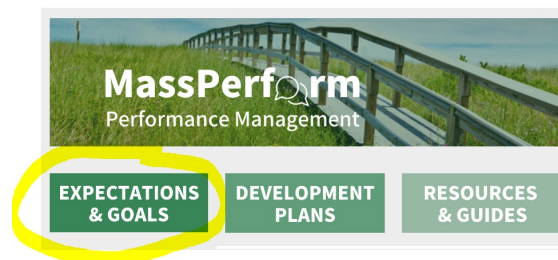 MassPerform
Performance Management
EXPECTATIONS
& GOALS
DEVELOPMENT
PLANS
RESOURCES
& GUIDES